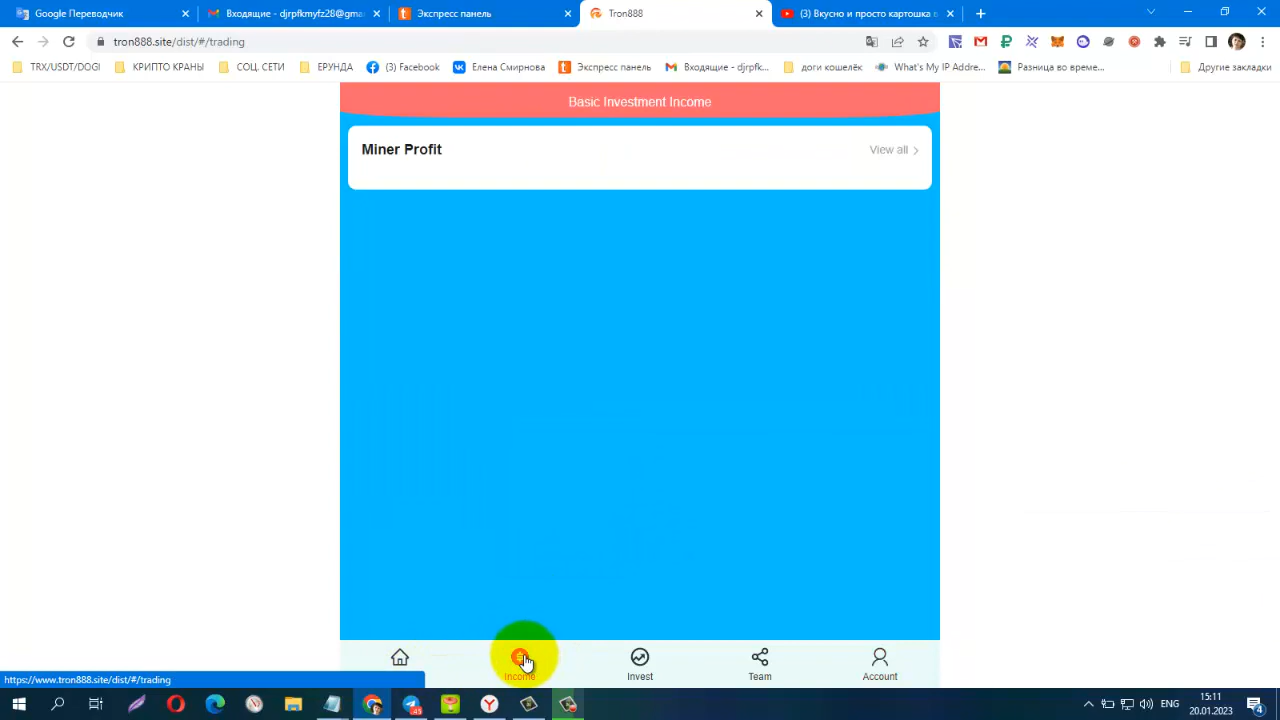 Google Переводчик
Входящие - djrpfkmyfz28@gma
Экспресс панель
Tron888
(3) Вкусно и просто картошка в
tron888.site/dist/#/trading
TRX/USDT/DOGI
КРИПТО КРАНЫ
СОЦ. СЕТИ
ЕРУНДА
(3) Facebook
Елена Смирнова
Экспресс панель
Входящие - djrpfk...
доги кошелёк
What's My IP Addre...
Разница во време...
Другие закладки
Basic Investment Income
Miner Profit
View all
Income
Invest
Team
Account
https://www.tron888.site/dist/#/trading
ENG
15:11
20.01.2023